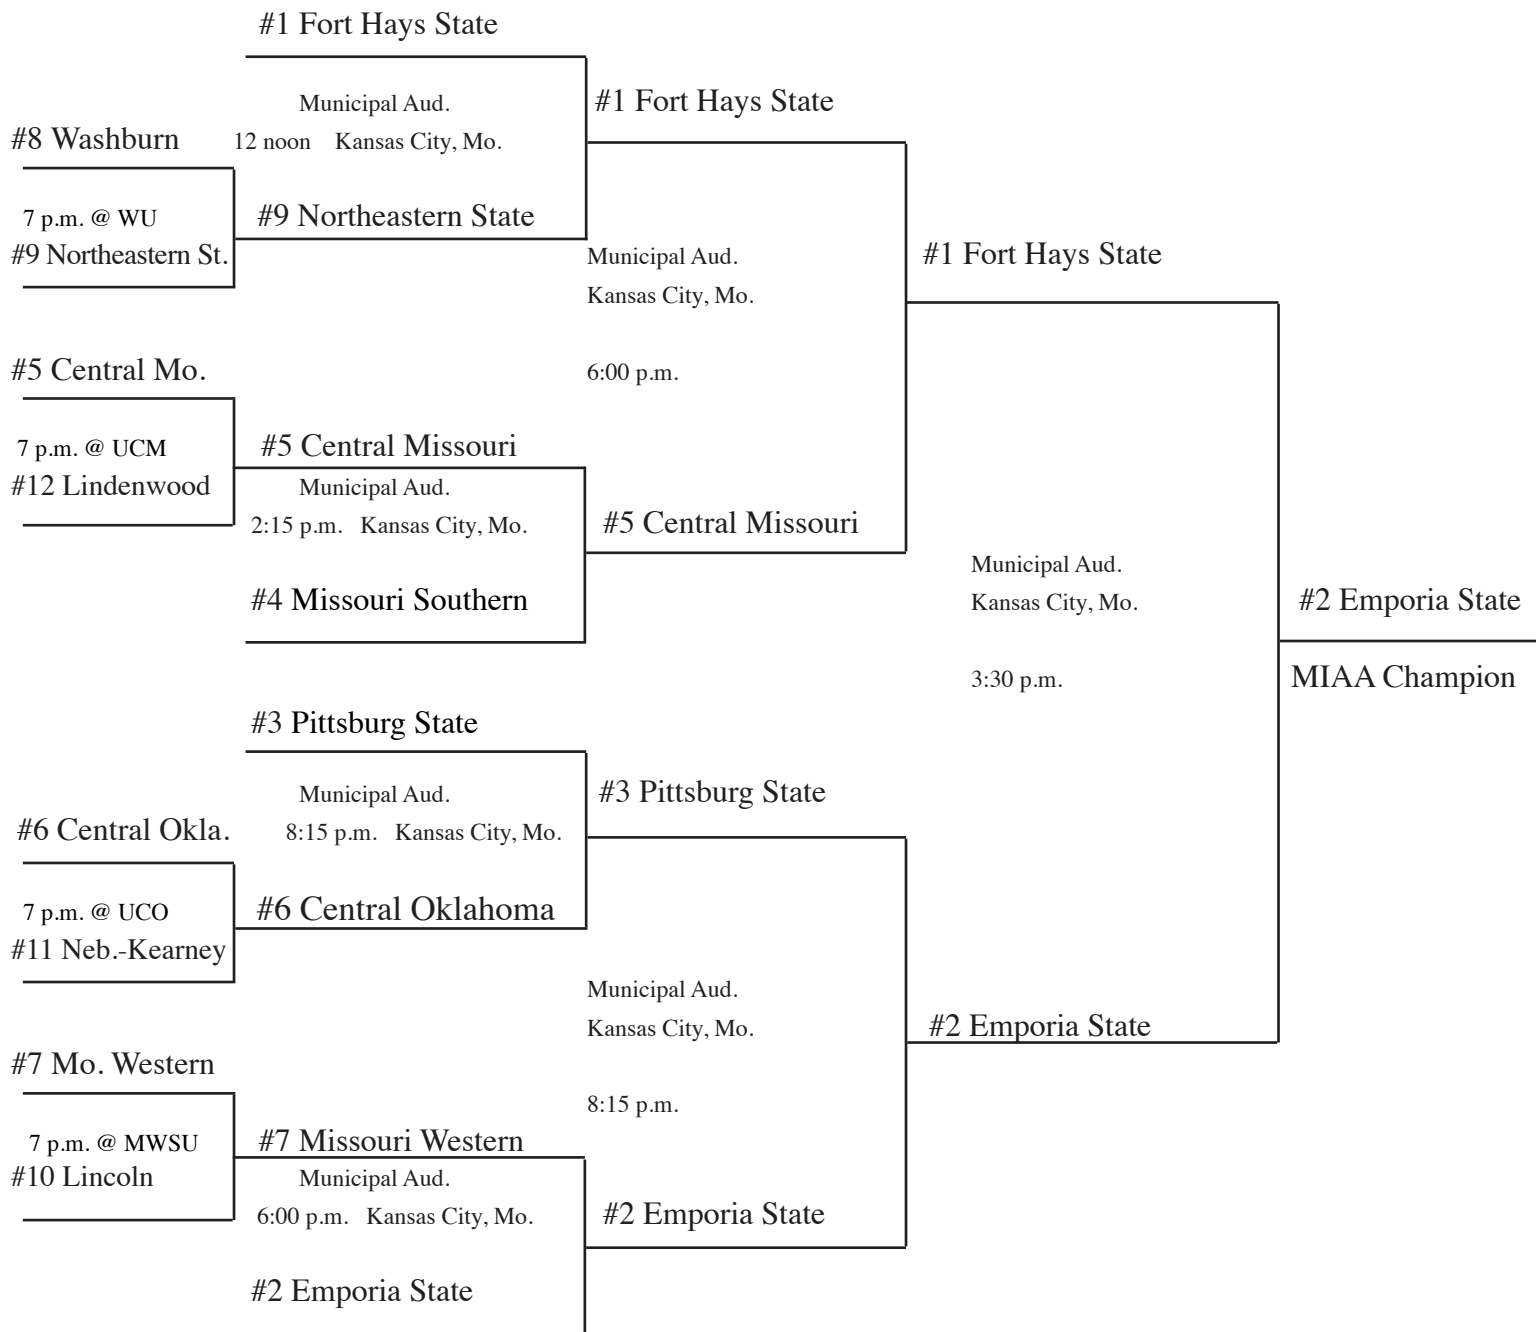 #1 Fort Hays State
Municipal Aud.
#1 Fort Hays State
#8 Washburn
12 noon Kansas City, Mo.
7 p.m. @ WU
#9 Northeastern State
#9 Northeastern St.
Municipal Aud.
#1 Fort Hays State
Kansas City, Mo.
#5 Central Mo.
6:00 p.m.
7 p.m. @ UCM
#5 Central Missouri
#12 Lindenwood
Municipal Aud.
2:15 p.m. Kansas City, Mo.
#5 Central Missouri
Municipal Aud.
#4 Missouri Southern
Kansas City, Mo.
#2 Emporia State
3:30 p.m.
MIAA Champion
#3 Pittsburg State
Municipal Aud.
#3 Pittsburg State
#6 Central Okla.
8:15 p.m. Kansas City, Mo.
7 p.m. @ UCO
#6 Central Oklahoma
#11 Neb.-Kearney
Municipal Aud.
Kansas City, Mo.
#2 Emporia State
#7 Mo. Western
8:15 p.m.
7 p.m. @ MWSU
#7 Missouri Western
#10 Lincoln
Municipal Aud.
6:00 p.m. Kansas City, Mo.
#2 Emporia State
#2 Emporia State